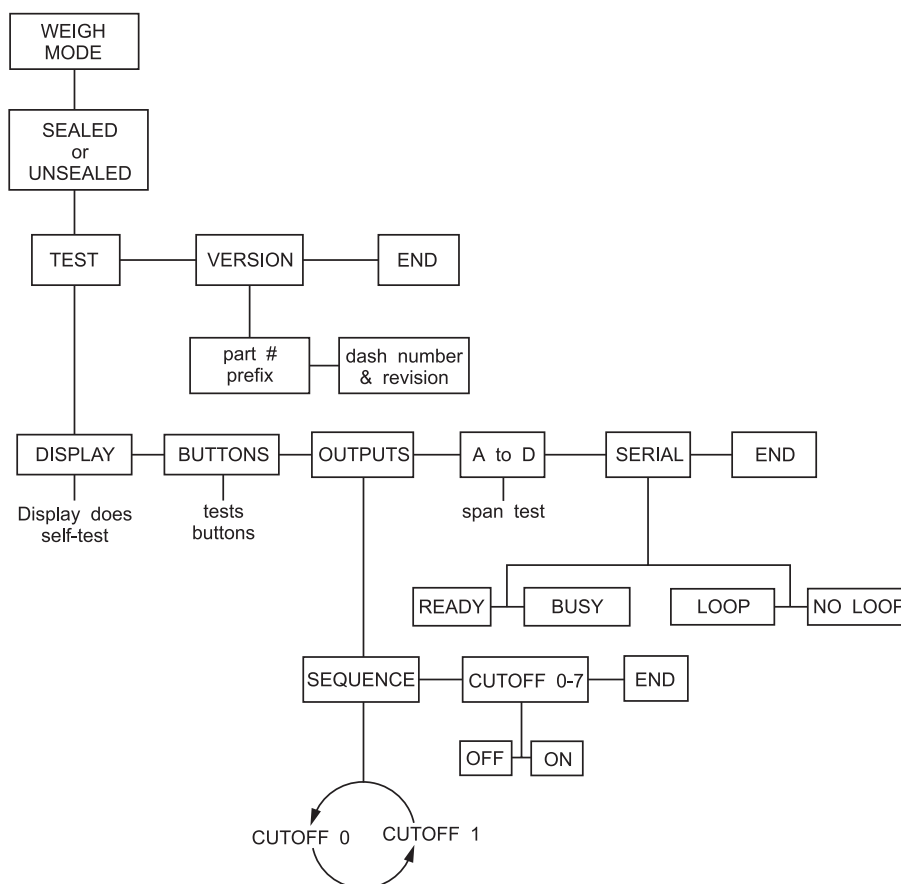 WEIGH
MODE
SEALED
or
UNSEALED
TEST
VERSION
END
part #
prefix
dash number
& revision
DISPLAY
BUTTONS
OUTPUTS
A to D
SERIAL
END
Display does
self-test
tests
buttons
span test
READY
BUSY
LOOP
NO LOOP
SEQUENCE
CUTOFF 0-7
END
OFF
ON
CUTOFF 0
CUTOFF 1